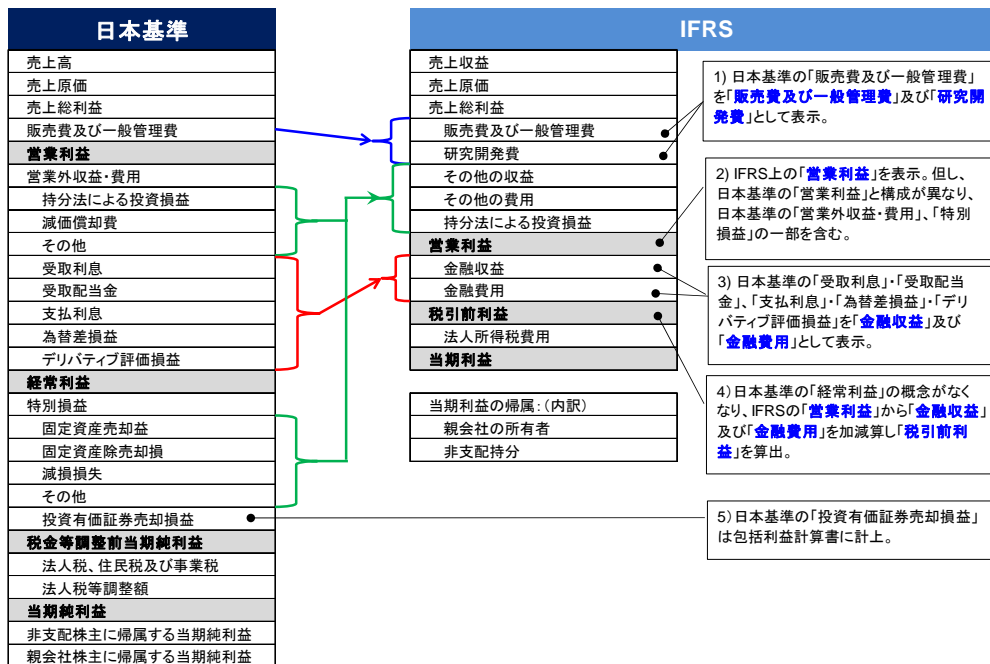 日本基準
売上高
売上原価
売上総利益
販売費及び一般管理費
営業利益
営業外収益・費用
持分法による投資損益
減価償却費
その他
受取利息
受取配当金
支払利息
為替差損益
デリバティブ評価損益
経常利益
特別損益
固定資産売却益
固定資産除売却損
減損損失
その他
投資有価証券売却損益
税金等調整前当期純利益
法人税、住民税及び事業税
法人税等調整額
当期純利益
非支配株主に帰属する当期純利益
親会社株主に帰属する当期純利益
IFRS
売上収益
売上原価
売上総利益
販売費及び一般管理費
研究開発費
その他の収益
その他の費用
持分法による投資損益
営業利益
金融収益
金融費用
税引前利益
法人所得税費用
当期利益
当期利益の帰属：（内訳）
親会社の所有者
非支配持分
1) 日本基準の「販売費及び一般管理費」
を「販売費及び一般管理費」及び「研究開
発費」として表示。
2) IFRS上の「営業利益」を表示。但し、
日本基準の「営業利益」と構成が異なり、
日本基準の「営業外収益・費用」、「特別
損益」の一部を含む。
3) 日本基準の「受取利息」・「受取配当
金」、「支払利息」・「為替差損益」・「デリ
バティブ評価損益」を「金融収益」及び
「金融費用」として表示。
4）日本基準の「経常利益」の概念がなく
なり、IFRSの「営業利益」から「金融収益」
及び「金融費用」を加減算し「税引前利
益」を算出。
5）日本基準の「投資有価証券売却損益」
は包括利益計算書に計上。